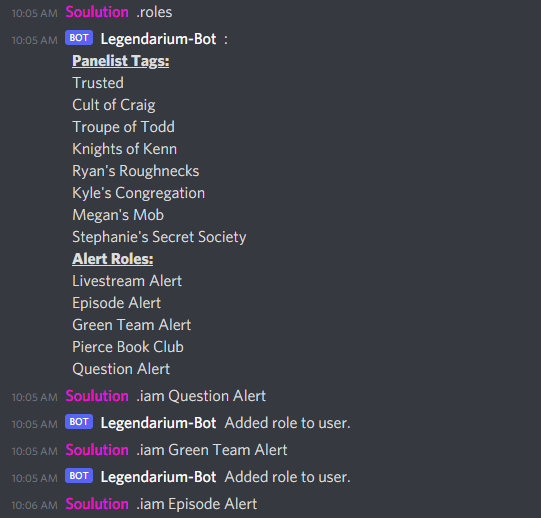 10:05 AM Soulution .roles
10:05 AM BOT Legendarium-Bot :
Panelist Tags:
Trusted
Cult of Craig
Troupe of Todd
Knights of Kenn
Ryan's Roughnecks
Kyle's Congregation
Megan's Mob
Stephanie's Secret Society
Alert Roles:
Livestream Alert
Episode Alert
Green Team Alert
Pierce Book Club
Question Alert
10:05 AM Soulution .iam Question Alert
10:05 AM BOT Legendarium-Bot Added role to user.
10:05 AM Soulution .iam Green Team Alert
10:05 AM BOT Legendarium-Bot Added role to user.
10:06 AM Soulution .iam Episode Alert